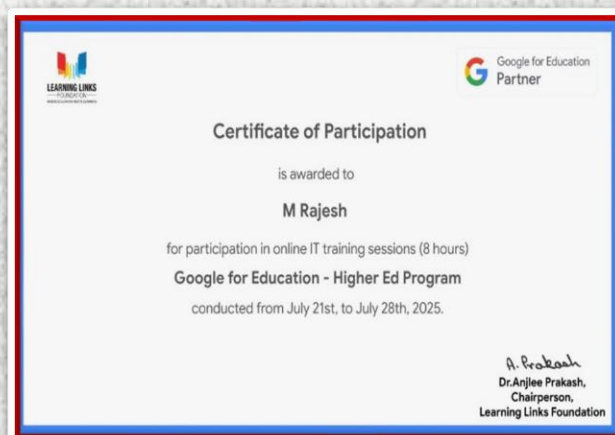 LEARNING LINKS
FOUNDATION
Google for Education
Partner
Certificate of Participation
is awarded to
M Rajesh
for participation in online IT training sessions (8 hours)
Google for Education - Higher Ed Program
conducted from July 21st, to July 28th, 2025.
A. Prakash
Dr.Anjlee Prakash,
Chairperson,
Learning Links Foundation